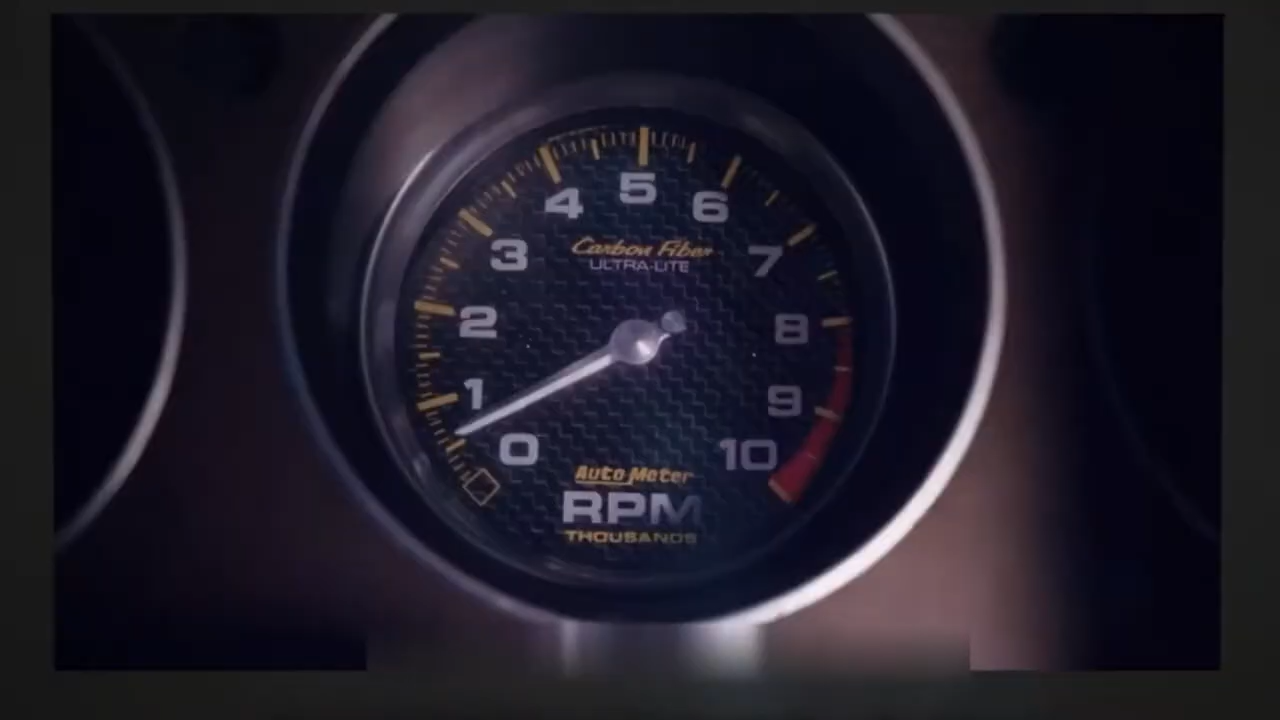 5
4
6
3
7
Carbon Fiber
ULTRA-LITE
2
8
1
9
0
10
Auto Meter
RPM
THOUSANDS